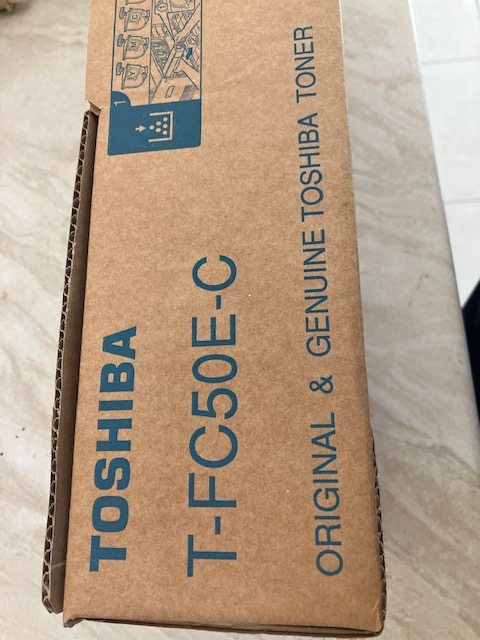 TOSHIBA
T-FC50E-C
ORIGINAL & GENUINE TOSHIBA TONER
1